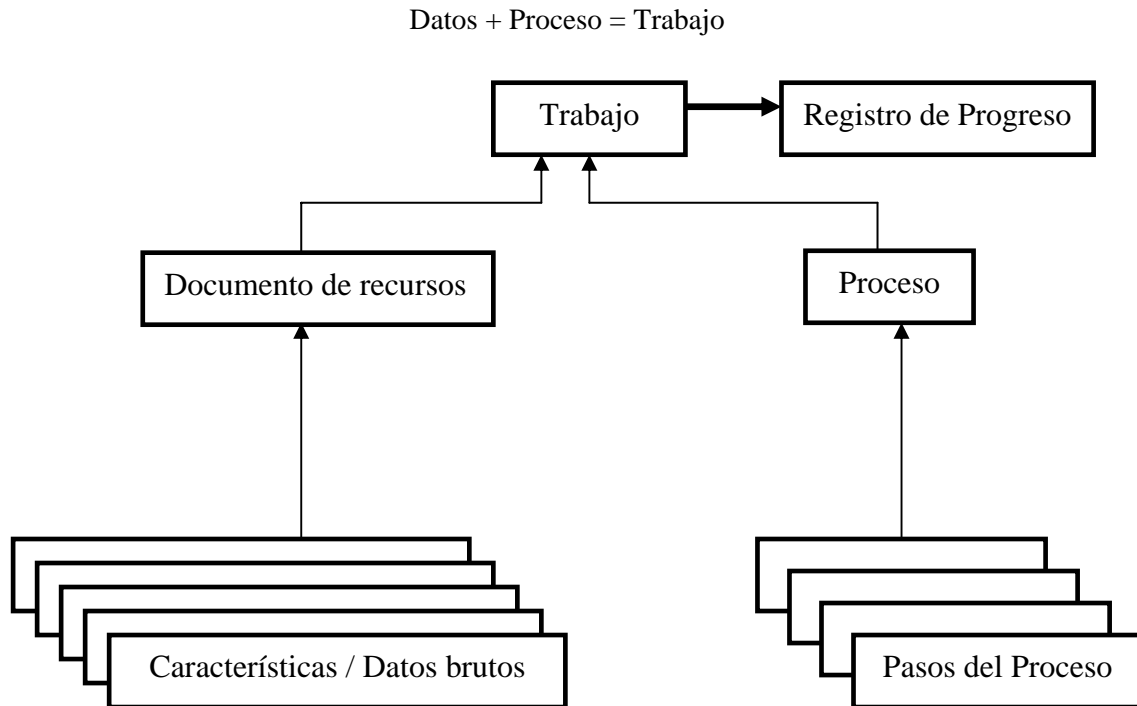 Datos + Proceso = Trabajo
Trabajo
Registro de Progreso
Documento de recursos
Proceso
Características / Datos brutos
Pasos del Proceso